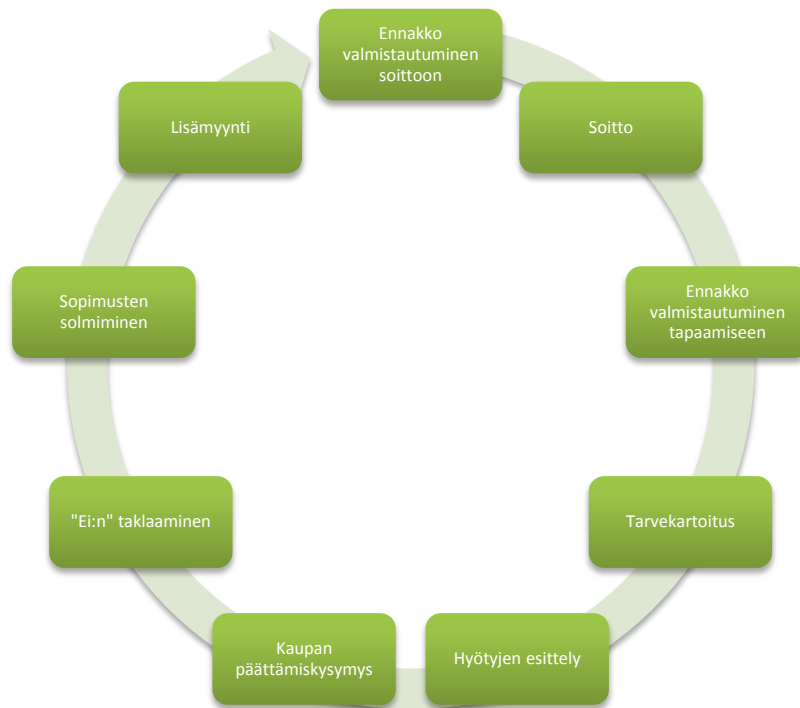 Ennakko
valmistautuminen
soittoon
Soitto
Ennakko
valmistautuminen
tapaamiseen
Tarvekartoitus
Hyötyjen esittely
Kaupan
päättämiskysymys
"Ei:n" taklaaminen
Sopimusten
solmiminen
Lisämyynti